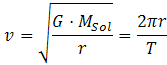 v = √(G · M_Sol / r) = 2πr / T